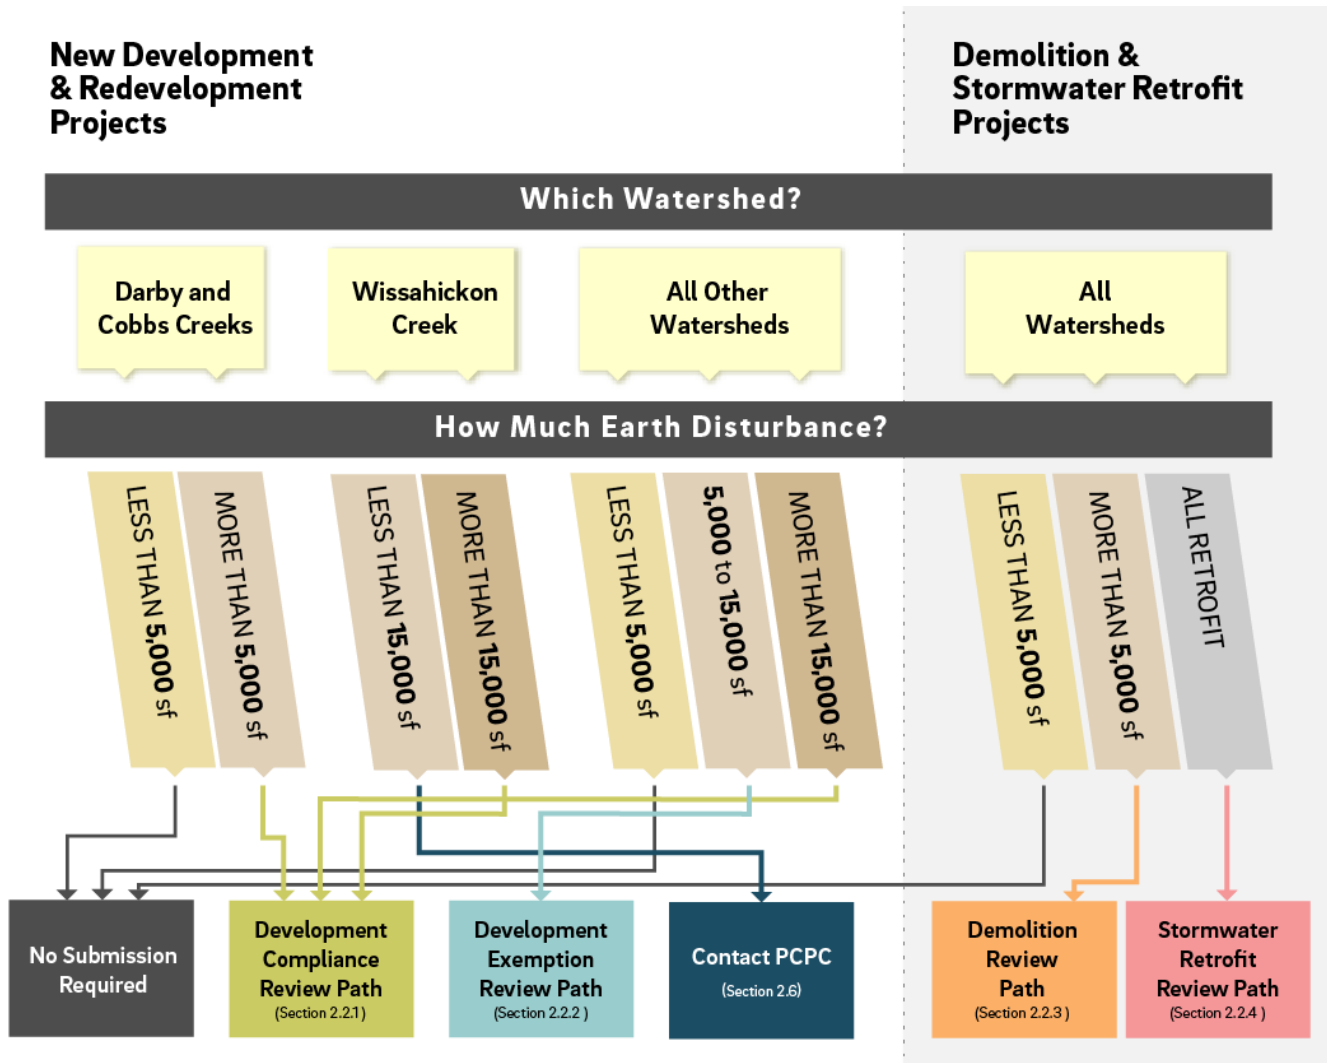 New Development
& Redevelopment
Projects
Demolition &
Stormwater Retrofit
Projects
Which Watershed?
Darby and
Cobbs Creeks
Wissahickon
Creek
All Other
Watersheds
All
Watersheds
How Much Earth Disturbance?
LESS THAN 5,000 sf
MORE THAN 5,000 sf
LESS THAN 15,000 sf
MORE THAN 15,000 sf
LESS THAN 5,000 sf
5,000 to 15,000 sf
MORE THAN 15,000 sf
LESS THAN 5,000 sf
MORE THAN 5,000 sf
ALL RETROFIT
No Submission
Required
Development
Compliance
Review Path
(Section 2.2.1)
Development
Exemption
Review Path
(Section 2.2.2 )
Contact PCPC
(Section 2.6)
Demolition
Review
Path
(Section 2.2.3 )
Stormwater
Retrofit
Review Path
(Section 2.2.4 )